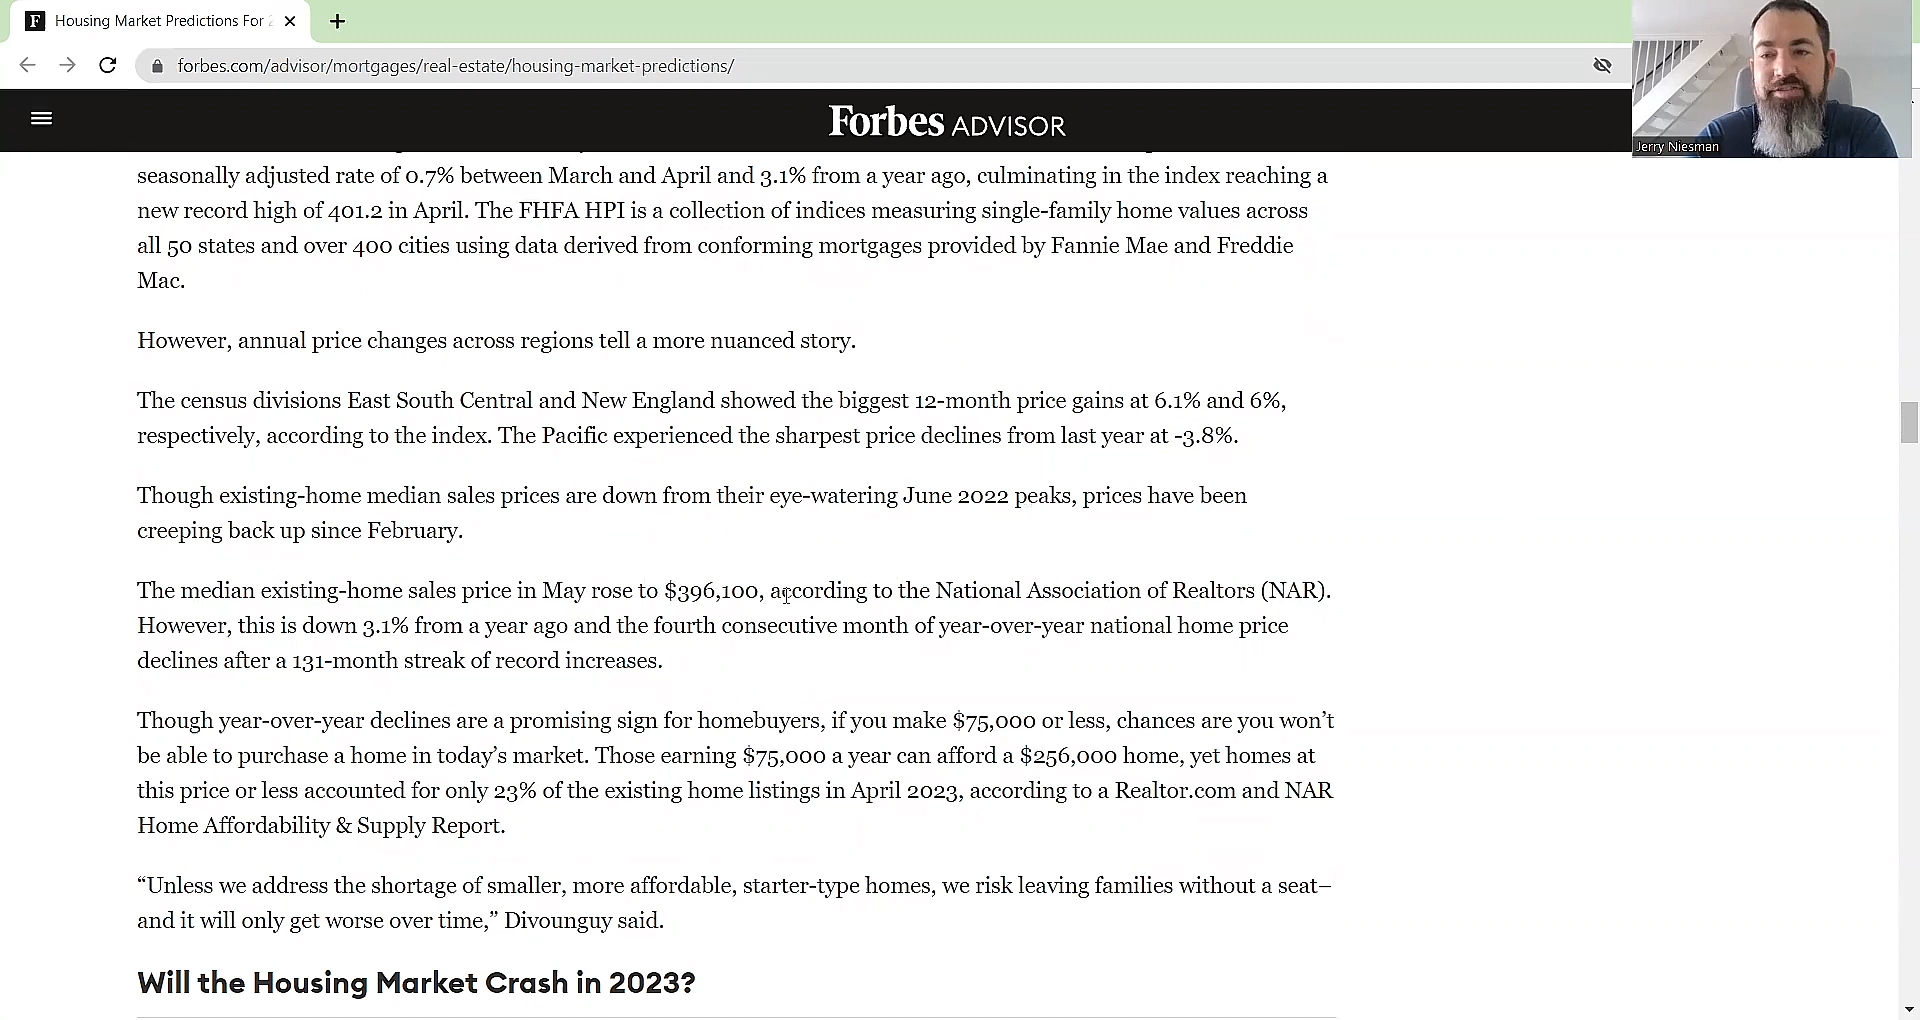 F Housing Market Predictions For 2
forbes.com/advisor/mortgages/real-estate/housing-market-predictions/
Jerry Niesman
Forbes ADVISOR
seasonally adjusted rate of 0.7% between March and April and 3.1% from a year ago, culminating in the index reaching a
new record high of 401.2 in April. The FHFA HPI is a collection of indices measuring single-family home values across
all 50 states and over 400 cities using data derived from conforming mortgages provided by Fannie Mae and Freddie
Mac.
However, annual price changes across regions tell a more nuanced story.
The census divisions East South Central and New England showed the biggest 12-month price gains at 6.1% and 6%,
respectively, according to the index. The Pacific experienced the sharpest price declines from last year at -3.8%.
Though existing-home median sales prices are down from their eye-watering June 2022 peaks, prices have been
creeping back up since February.
The median existing-home sales price in May rose to $396,100, according to the National Association of Realtors (NAR).
However, this is down 3.1% from a year ago and the fourth consecutive month of year-over-year national home price
declines after a 131-month streak of record increases.
Though year-over-year declines are a promising sign for homebuyers, if you make $75,000 or less, chances are you won’t
be able to purchase a home in today’s market. Those earning $75,000 a year can afford a $256,000 home, yet homes at
this price or less accounted for only 23% of the existing home listings in April 2023, according to a Realtor.com and NAR
Home Affordability & Supply Report.
“Unless we address the shortage of smaller, more affordable, starter-type homes, we risk leaving families without a seat–
and it will only get worse over time,” Divounguy said.
Will the Housing Market Crash in 2023?